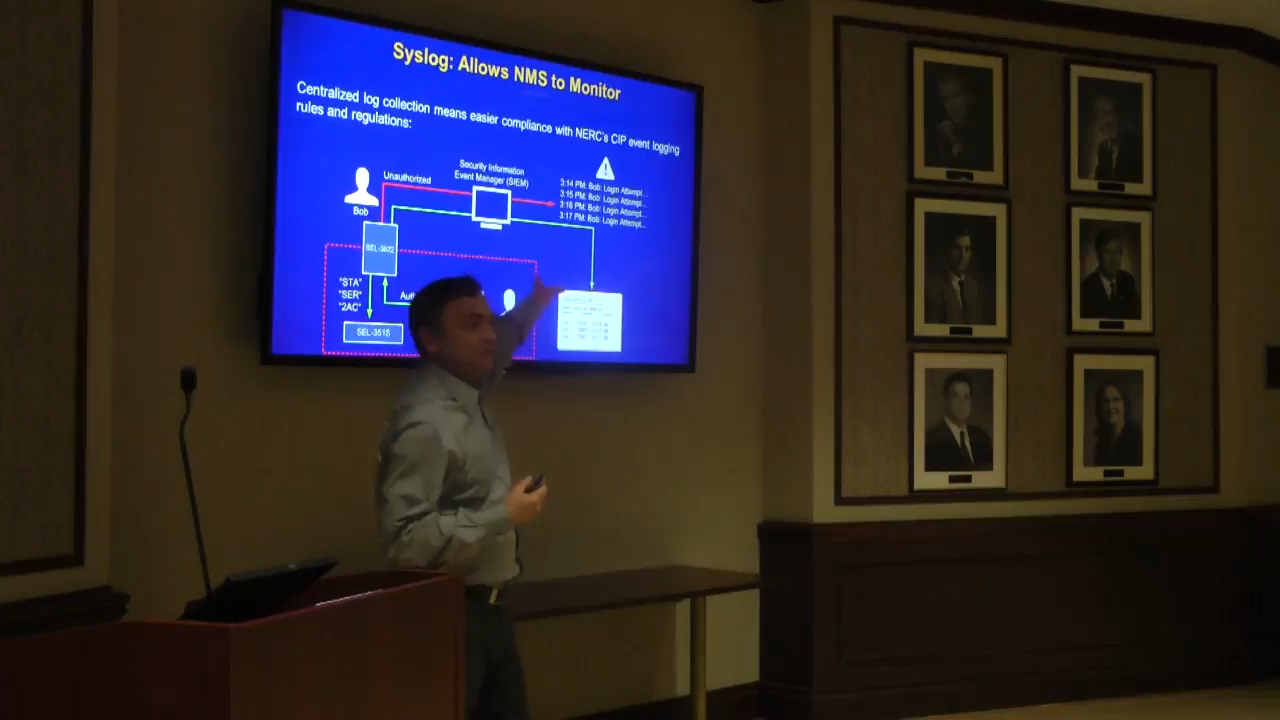 Syslog: Allows NMS to Monitor
Centralized log collection means easier compliance with NERC's CIP event logging
rules and regulations:
Unauthorized
Security Information
Event Manager (SIEM)
3:14 PM: Bob: Login Attempt...
3:15 PM: Bob: Login Attempt...
3:16 PM: Bob: Login Attempt...
3:17 PM: Bob: Login Attempt...
Bob
SEL-3622
"STA"
"SER"
"2AC"
SEL-351S